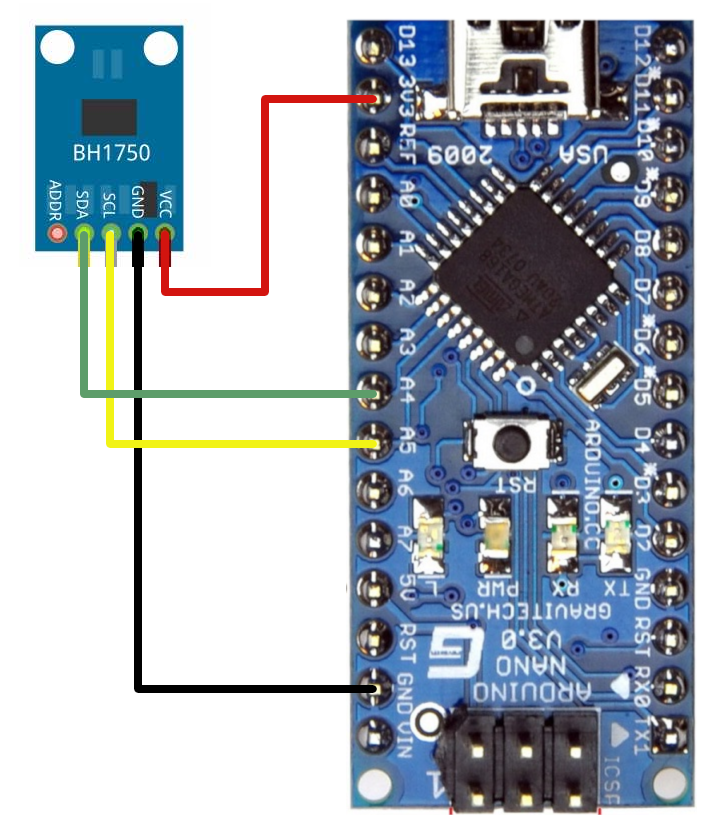 BH1750
ADDR
SDA
SCL
GND
VCC
D13
3V3
REF
A0
A1
A2
A3
A4
A5
A6
A7
5V
RST
GND
VIN
D12
D11
D10
D9
D8
D7
D6
D5
D4
D3
D2
GND
RST
RX0
TX1
USA
2009
RST
ARDUINO.CC
TX
RX
PWR
L
GRAVITECH.US
ARDUINO
NANO
V3.0
ICSP
1